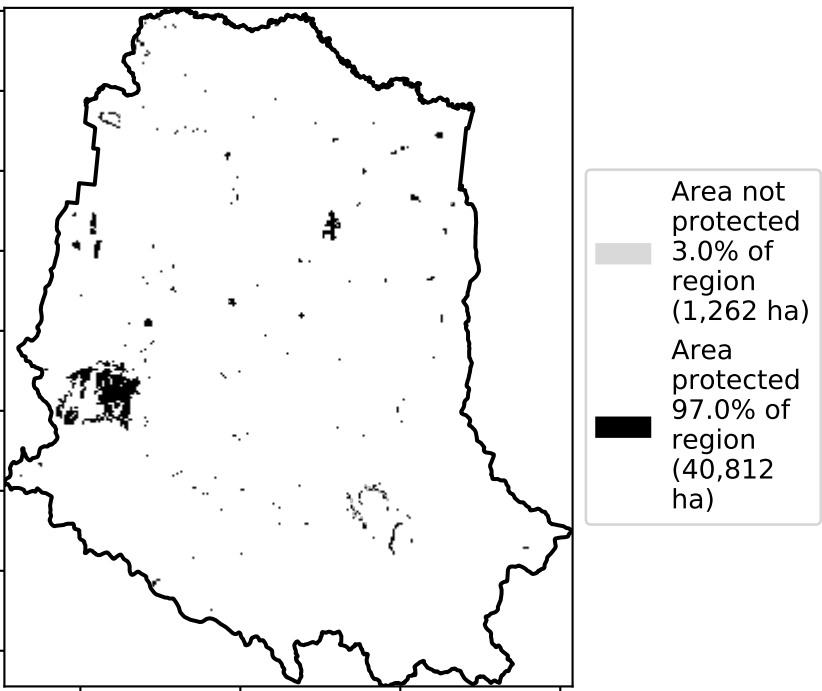 Area not
protected
3.0% of
region
(1,262 ha)
Area
protected
97.0% of
region
(40,812
ha)